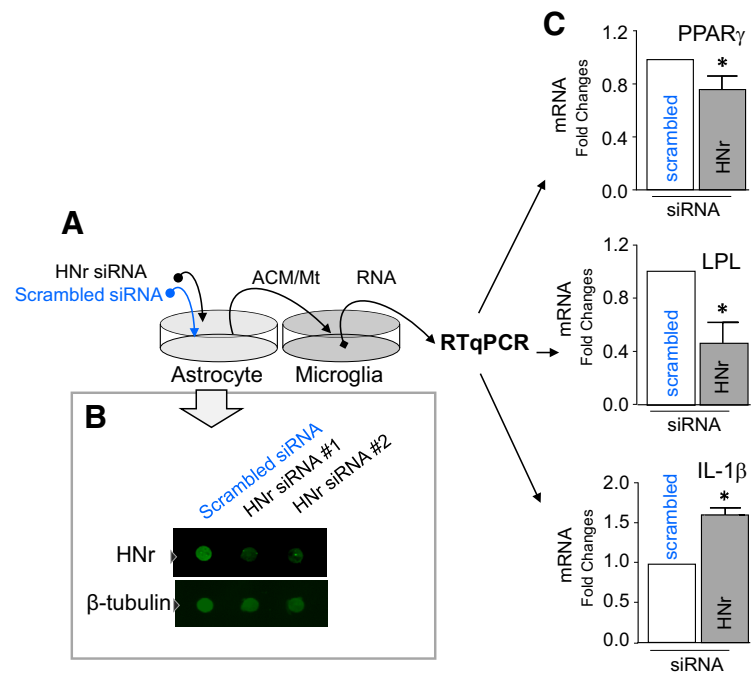 A
HNr siRNA
Scrambled siRNA
ACM/Mt
RNA
Astrocyte
Microglia
RTqPCR
B
Scrambled siRNA
HNr siRNA #1
HNr siRNA #2
HNr
β-tubulin
C
PPARγ
mRNA
Fold Changes
1.2
0.8
0.4
0.0
*
scrambled
HNr
siRNA
LPL
mRNA
Fold Changes
1.2
0.8
0.4
0.0
*
scrambled
HNr
siRNA
IL-1β
mRNA
Fold Changes
2.0
1.5
1.0
0.5
0.0
*
scrambled
HNr
siRNA